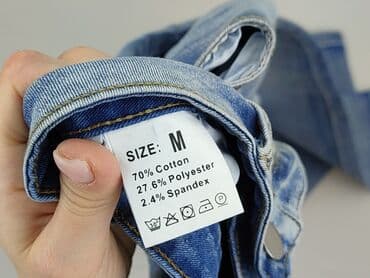 SIZE: M
70% Cotton
27.6% Polyester
2.4% Spandex